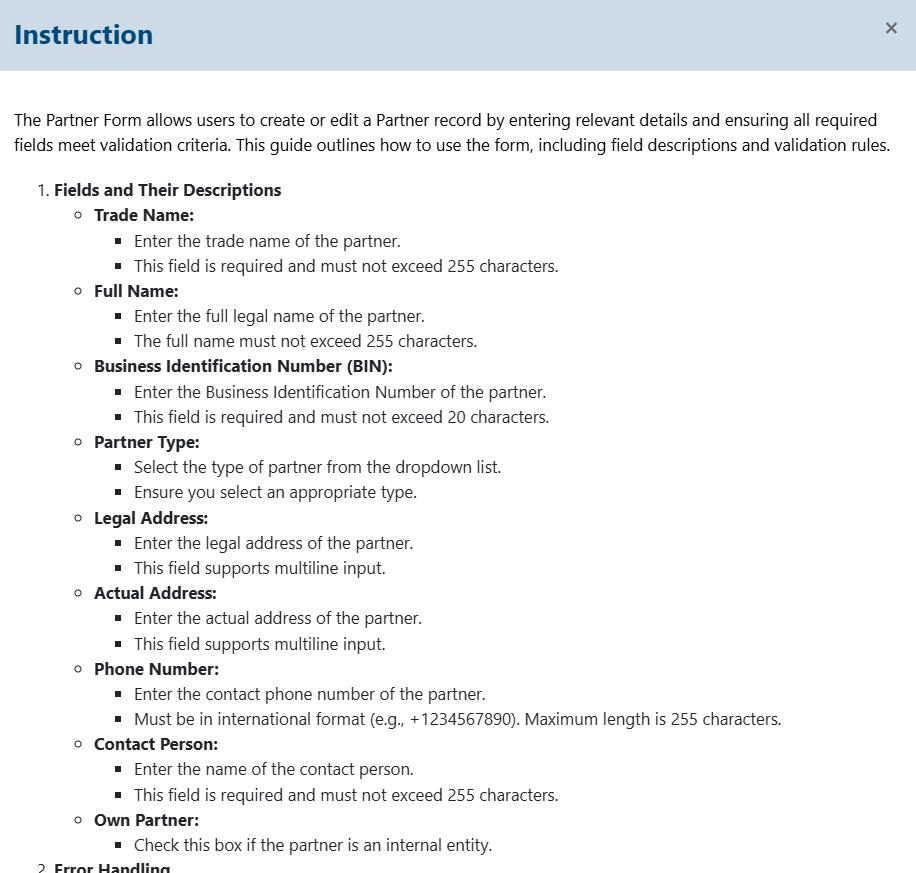 Instruction
×
The Partner Form allows users to create or edit a Partner record by entering relevant details and ensuring all required
fields meet validation criteria. This guide outlines how to use the form, including field descriptions and validation rules.
1. Fields and Their Descriptions
Trade Name:
Enter the trade name of the partner.
This field is required and must not exceed 255 characters.
Full Name:
Enter the full legal name of the partner.
The full name must not exceed 255 characters.
Business Identification Number (BIN):
Enter the Business Identification Number of the partner.
This field is required and must not exceed 20 characters.
Partner Type:
Select the type of partner from the dropdown list.
Ensure you select an appropriate type.
Legal Address:
Enter the legal address of the partner.
This field supports multiline input.
Actual Address:
Enter the actual address of the partner.
This field supports multiline input.
Phone Number:
Enter the contact phone number of the partner.
Must be in international format (e.g., +1234567890). Maximum length is 255 characters.
Contact Person:
Enter the name of the contact person.
This field is required and must not exceed 255 characters.
Own Partner:
Check this box if the partner is an internal entity.
2. Error Handling